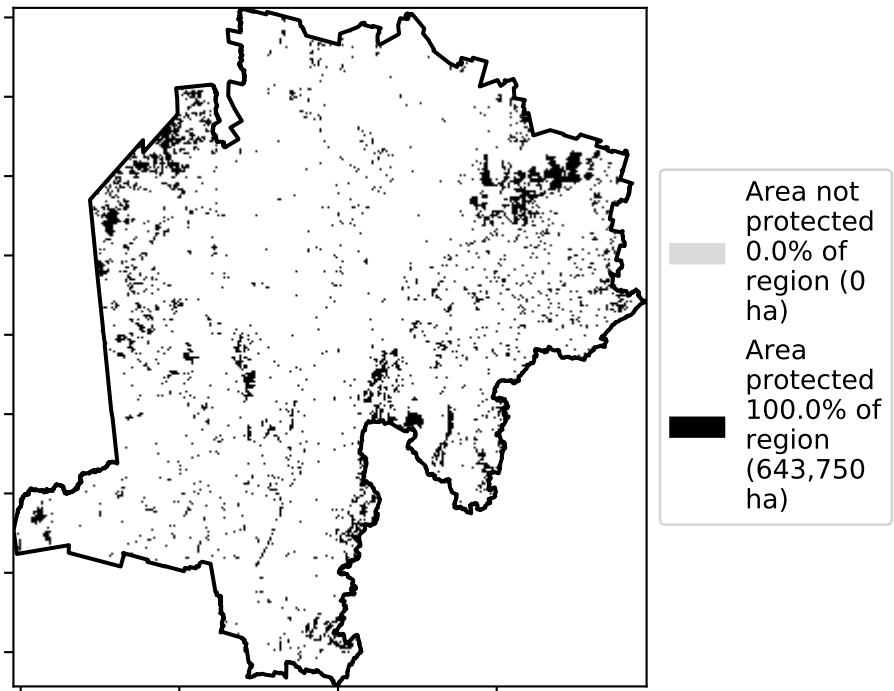 Area not
protected
0.0% of
region (0
ha)
Area
protected
100.0% of
region
(643,750
ha)